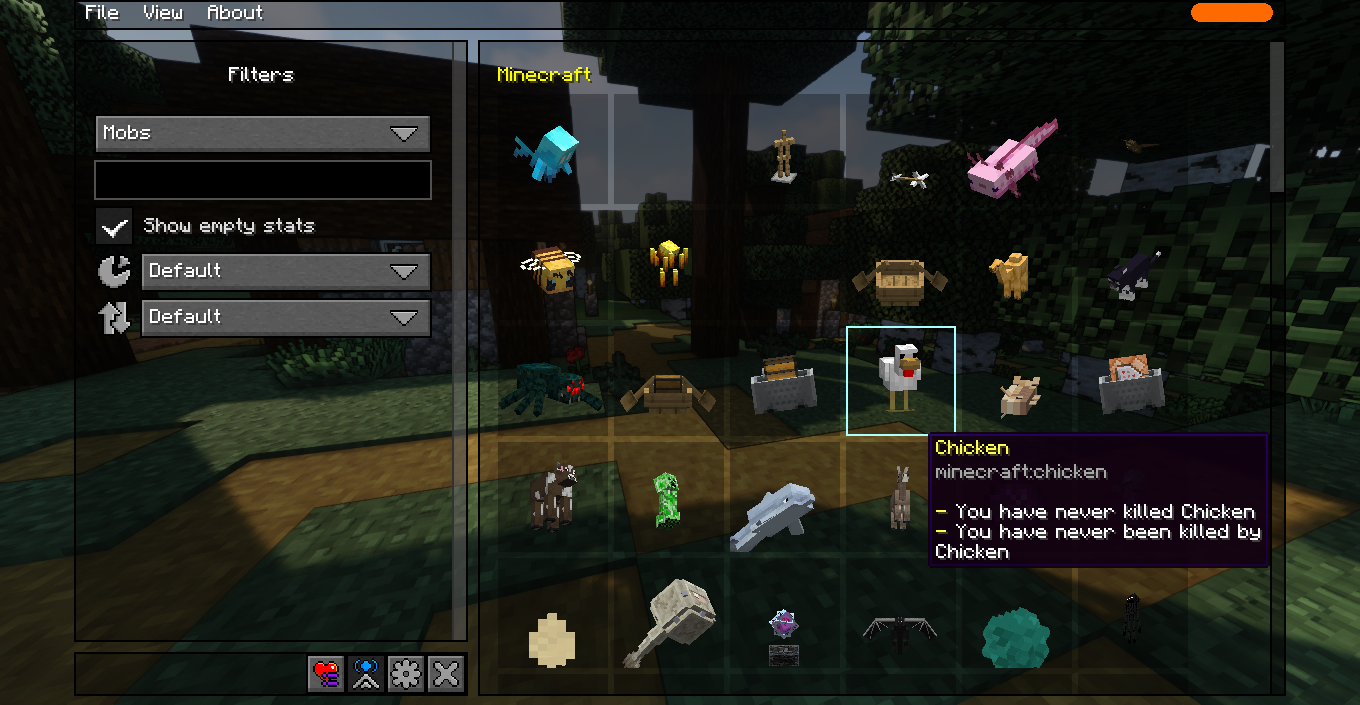 File View About
Filters
Mobs
Show empty stats
Default
Default
Minecraft
Chicken
minecraft:chicken
- You have never killed Chicken
- You have never been killed by
Chicken